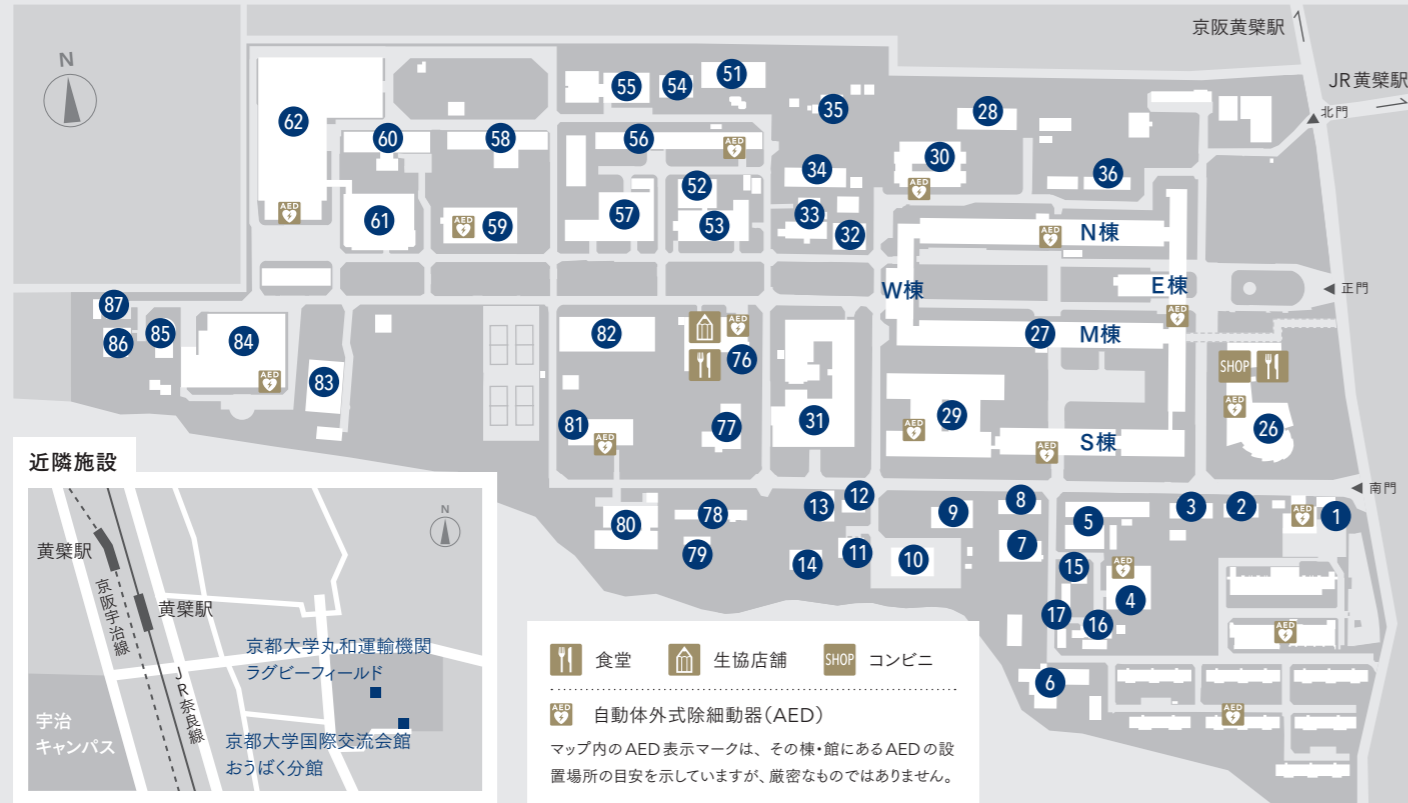 京阪黄檗駅
JR黄檗駅
北門
N
51
55
54
35
28
62
60
58
56
AED
30
34
36
52
AED
AED
61
AED
59
57
53
33
32
AED
N棟
W棟
E棟
正門
87
86
85
84
82
AED
76
27
M棟
AED
SHOP
AED
83
AED
81
AED
77
31
29
AED
S棟
AED
26
南門
80
78
79
13
12
14
11
9
10
8
7
5
3
2
AED
1
15
AED
4
17
16
AED
6
AED
近隣施設
N
黄檗駅
京阪宇治線
黄檗駅
JR奈良線
京都大学丸和運輸機関
ラグビーフィールド
宇治
キャンパス
京都大学国際交流会館
おうばく分館
食堂
生協店舗
SHOP
コンビニ
AED
自動体外式除細動器(AED)
マップ内のAED表示マークは、その棟・館にあるAEDの設
置場所の目安を示していますが、厳密なものではありません。